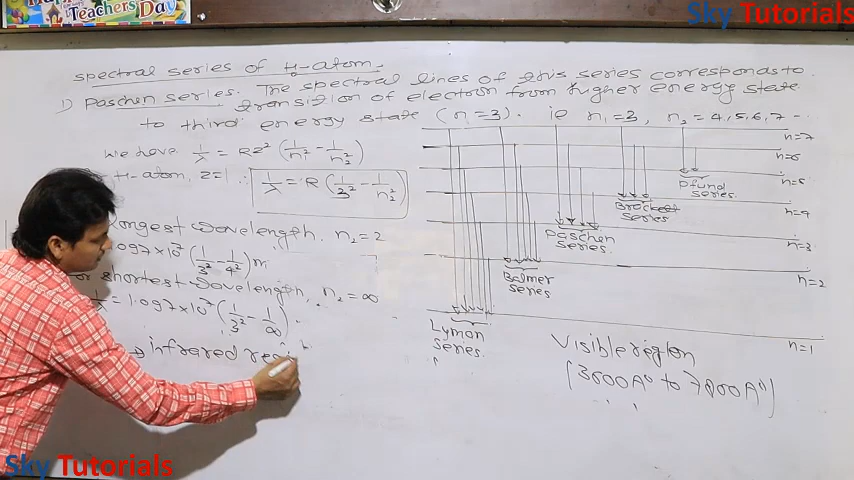 Teachers Day
Sky Tutorials
spectral series of H-atom.
1) Paschen series. The spectral lines of this series corresponds to
transition of electron from higher energy state
to third energy state (n₁=3). ie n₁=3, n₂=4,5,6,7 --
We have 1/λ = RZ² (1/n₁² - 1/n₂²)
H-atom, Z=1 ∴ 1/λ = R (1/3² - 1/n₂²)
longest wavelength, n₂=2
1.097×10⁷ (1/3² - 1/4²) m
For shortest wavelength, n₂=∞
1/λ = 1.097×10⁷ (1/3² - 1/∞)
→ infrared regi
n=7
n=6
n=5
n=4
n=3
n=2
n=1
Pfund
series.
Brackett
series.
Paschen
series.
Balmer
series
Lyman
series.
Visible region
(3800A° to 7800A°)
Sky Tutorials